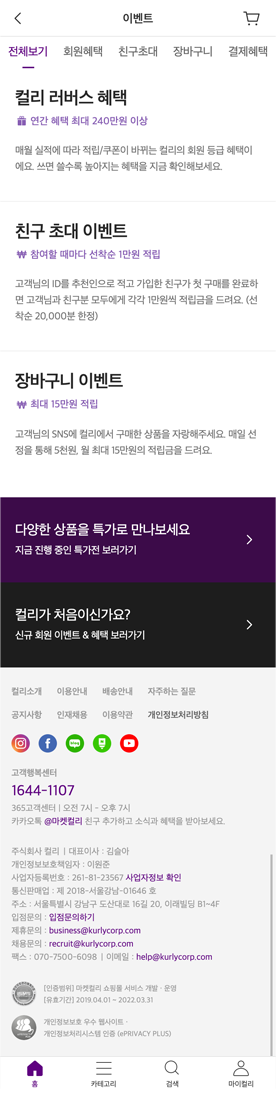 이벤트
전체보기 회원혜택 친구초대 장바구니 결제혜택
컬리 러버스 혜택
연간 혜택 최대 240만원 이상
매월 실적에 따라 적립/쿠폰이 바뀌는 컬리의 회원 등급 혜택이
에요. 쓰면 쓸수록 높아지는 혜택을 지금 확인해보세요.
친구 초대 이벤트
₩ 참여할 때마다 선착순 1만원 적립
고객님의 ID를 추천인으로 적고 가입한 친구가 첫 구매를 완료하
면 고객님과 친구분 모두에게 각각 1만원씩 적립금을 드려요. (선
착순 20,000분 한정)
장바구니 이벤트
₩ 최대 15만원 적립
고객님의 SNS에 컬리에서 구매한 상품을 자랑해주세요. 매일 선
정을 통해 5천원, 월 최대 15만원의 적립금을 드려요.
다양한 상품을 특가로 만나보세요
지금 진행 중인 특가전 보러가기
컬리가 처음이신가요?
신규 회원 이벤트 & 혜택 보러가기
컬리소개 이용안내 배송안내 자주하는 질문
공지사항 인재채용 이용약관 개인정보처리방침
고객행복센터
1644-1107
365고객센터 | 오전 7시 - 오후 7시
카카오톡 @마켓컬리 친구 추가하고 소식과 혜택을 받아보세요.
주식회사 컬리 | 대표이사 : 김슬아
개인정보보호책임자 : 이원준
사업자등록번호 : 261-81-23567 사업자정보 확인
통신판매업 : 제 2018-서울강남-01646 호
주소 : 서울특별시 강남구 도산대로 16길 20, 이래빌딩 B1~4F
입점문의 : 입점문의하기
제휴문의 : business@kurlycorp.com
채용문의 : recruit@kurlycorp.com
팩스 : 070-7500-6098 | 이메일 : help@kurlycorp.com
[인증범위] 마켓컬리 쇼핑몰 서비스 개발 · 운영
[유효기간] 2019.04.01 ~ 2022.03.31
개인정보보호 우수 웹사이트 ·
개인정보처리시스템 인증 (ePRIVACY PLUS)
홈 카테고리 검색 마이컬리